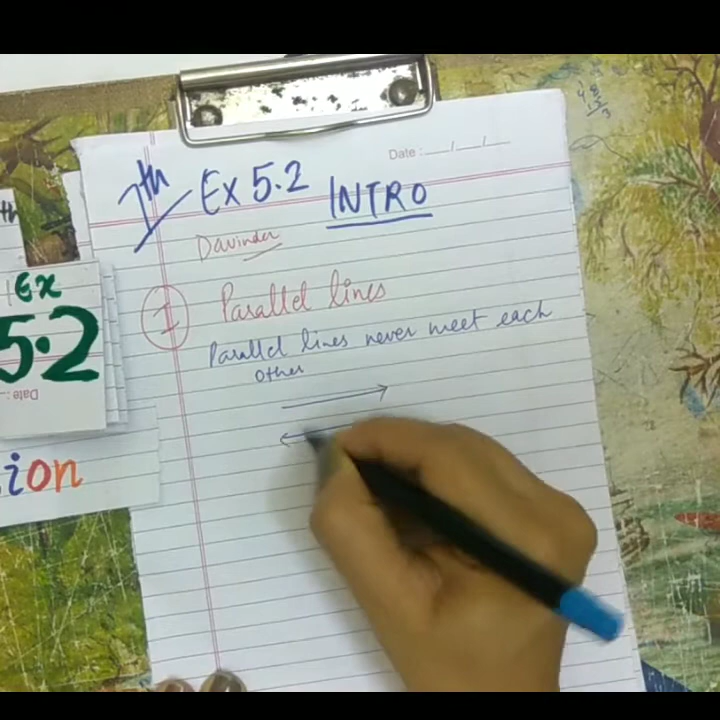 Date :
7th Ex 5.2 INTRO
Davinder
1 Parallel lines
Parallel lines never meet each
other
Ex
5.2
Date :
ion